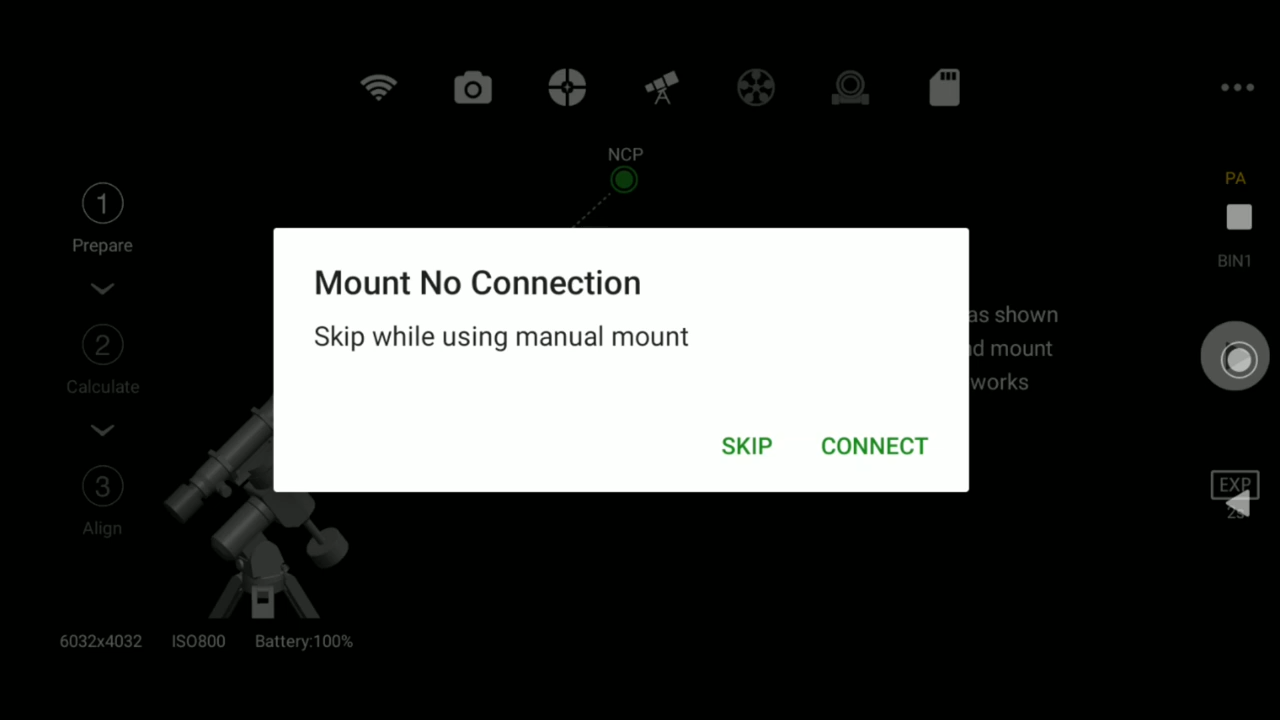 NCP
PA
1
Prepare
BIN1
Mount No Connection
Skip while using manual mount
as shown
d mount
works
2
Calculate
SKIP
CONNECT
3
Align
EXP
6032x4032
ISO800
Battery:100%